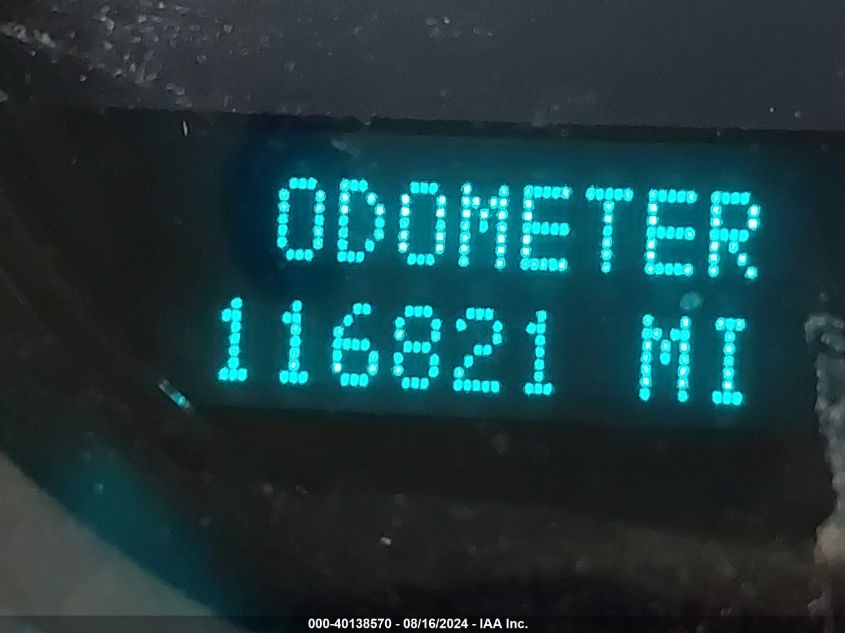 ODOMETER
116821 MI
000-40138570 - 08/16/2024 - IAA Inc.